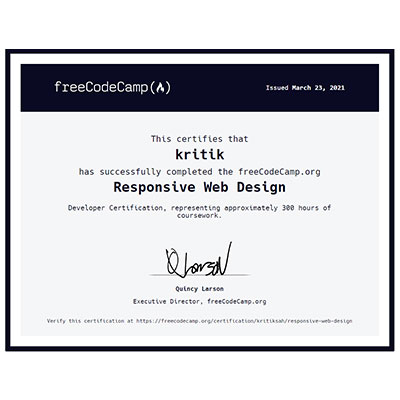 freeCodeCamp(🔥)
Issued March 23, 2021
This certifies that
kritik
has successfully completed the freeCodeCamp.org
Responsive Web Design
Developer Certification, representing approximately 300 hours of
coursework.
QLarson
Quincy Larson
Executive Director, freeCodeCamp.org
Verify this certification at https://freecodecamp.org/certification/kritiksah/responsive-web-design